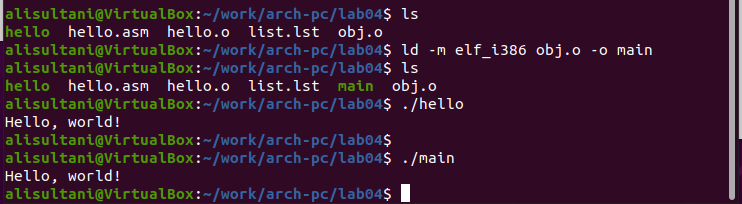 alisultani@VirtualBox:~/work/arch-pc/lab04$ ls
hello  hello.asm  hello.o  list.lst  obj.o
alisultani@VirtualBox:~/work/arch-pc/lab04$ ld -m elf_i386 obj.o -o main
alisultani@VirtualBox:~/work/arch-pc/lab04$ ls
hello  hello.asm  hello.o  list.lst  main  obj.o
alisultani@VirtualBox:~/work/arch-pc/lab04$ ./hello
Hello, world!
alisultani@VirtualBox:~/work/arch-pc/lab04$
alisultani@VirtualBox:~/work/arch-pc/lab04$ ./main
Hello, world!
alisultani@VirtualBox:~/work/arch-pc/lab04$